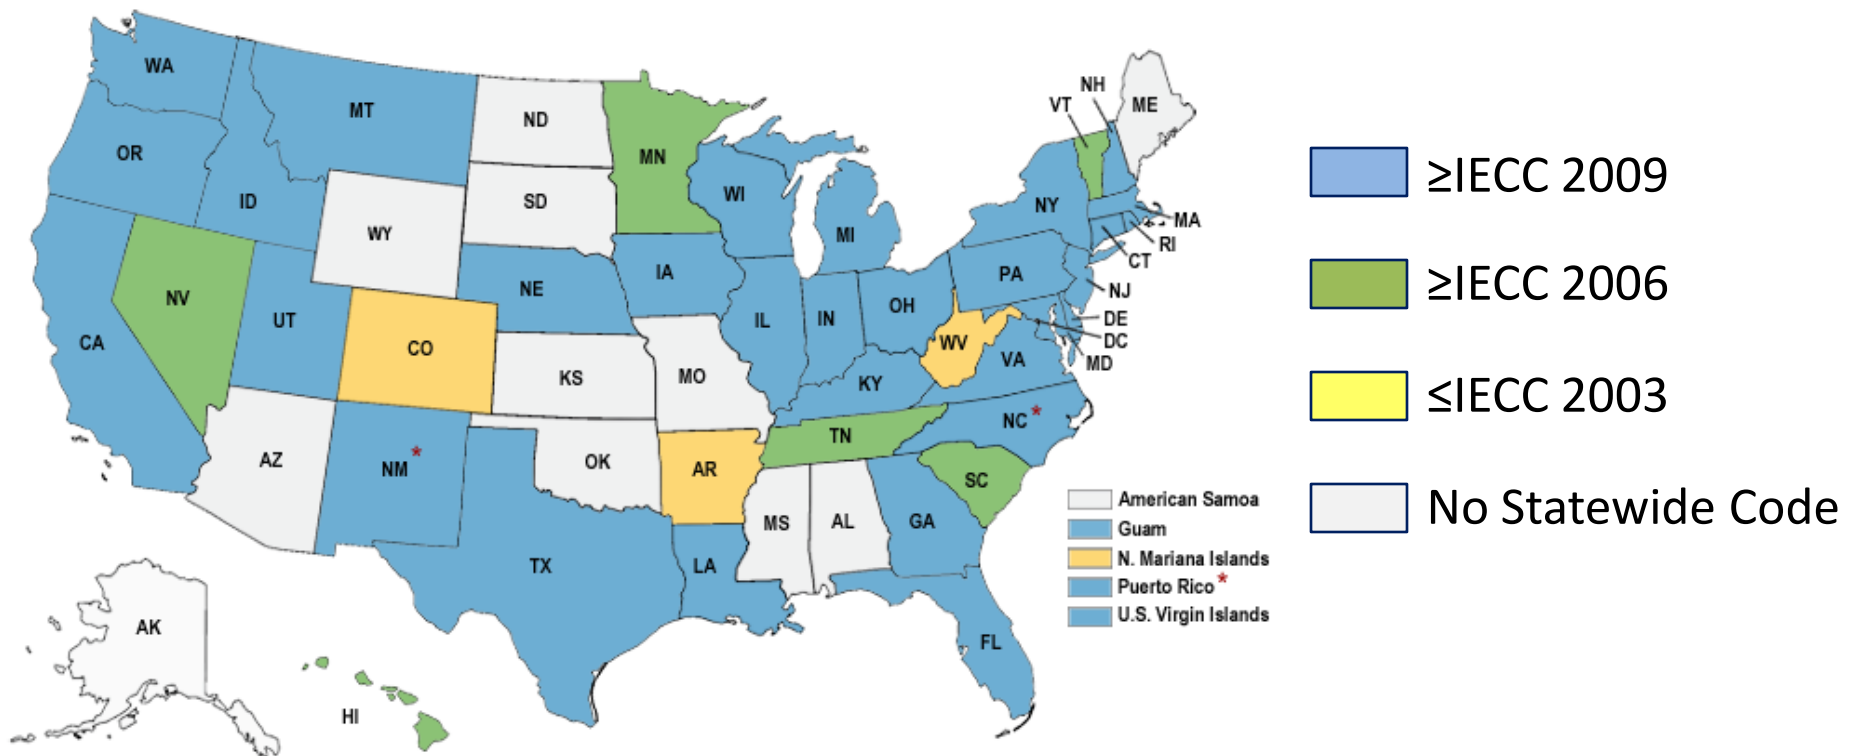 WA
MT
ND
MN
OR
ID
SD
WI
WY
NV
UT
CA
CO
NE
IA
MI
IL
IN
OH
PA
NY
VT
NH
ME
MA
RI
CT
NJ
DE
DC
MD
WV
VA
KY
KS
MO
AZ
NM *
OK
AR
TN
NC *
SC
MS
AL
GA
TX
LA
FL
AK
HI
American Samoa
Guam
N. Mariana Islands
Puerto Rico *
U.S. Virgin Islands
≥IECC 2009
≥IECC 2006
≤IECC 2003
No Statewide Code